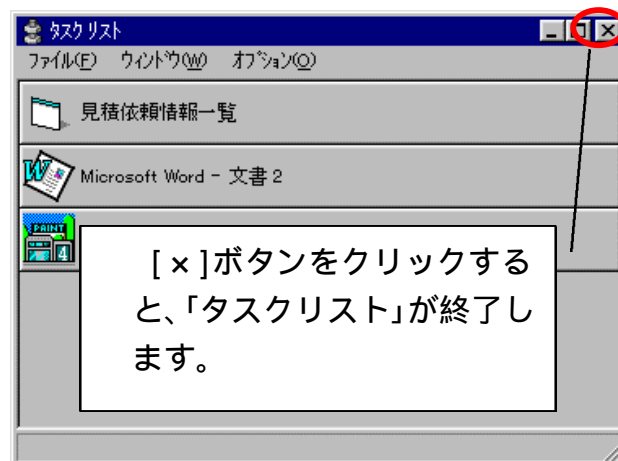 タスク リスト
ファイル(F) ウィンドウ(W) オプション(O)
見積依頼情報一覧
Microsoft Word - 文書 2
PAINT
4
[×]ボタンをクリックする
と、「タスクリスト」が終了し
ます。